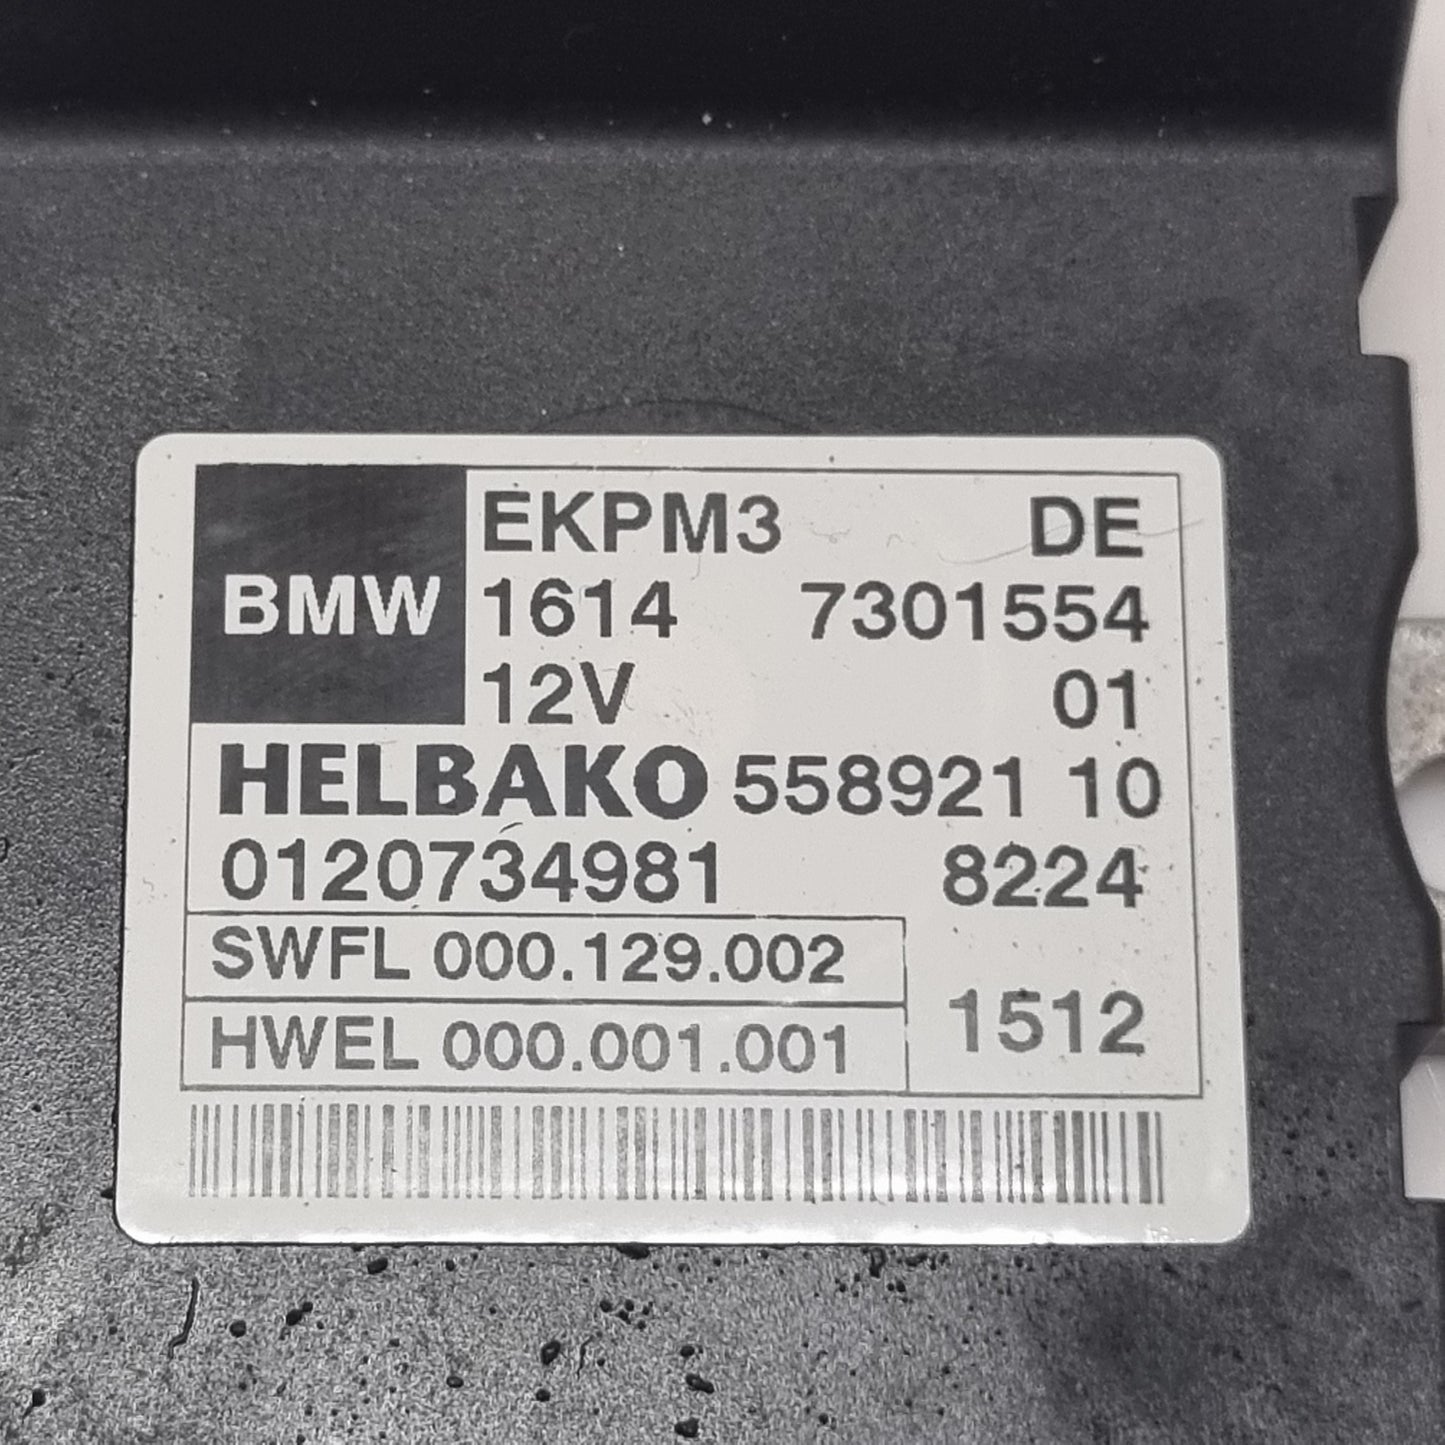 BMW
EKPM3 DE
1614 7301554
12V 01
HELBAKO 558921 10
0120734981 8224
SWFL 000.129.002
HWEL 000.001.001
1512